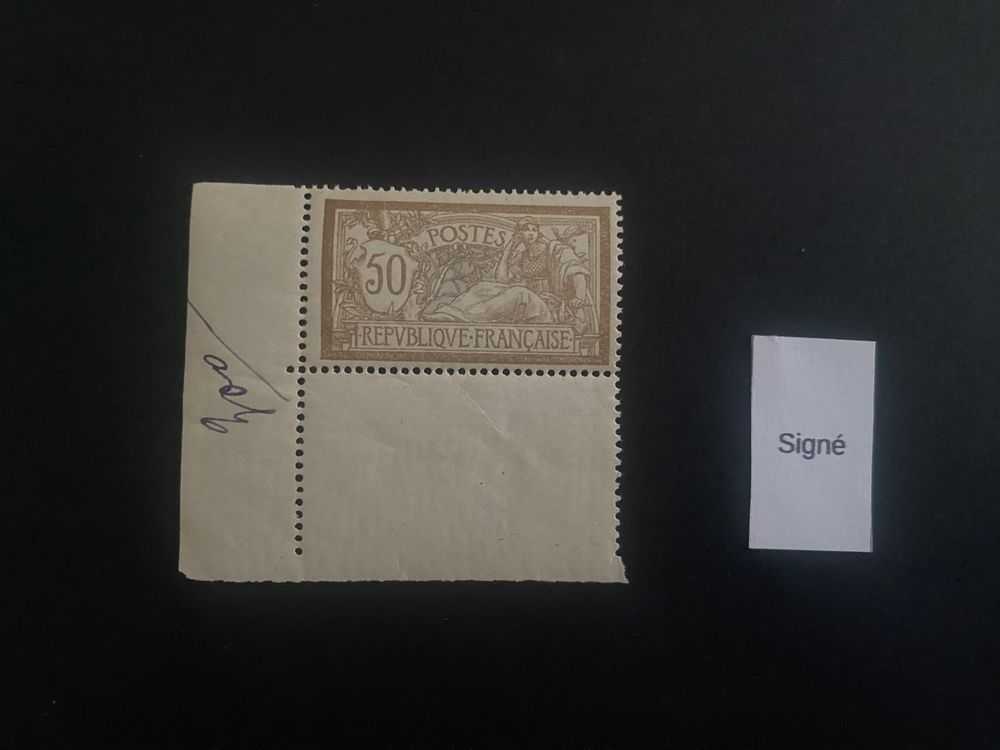 POSTES
50
·REPVBLIQVE·FRANÇAISE·
Signé